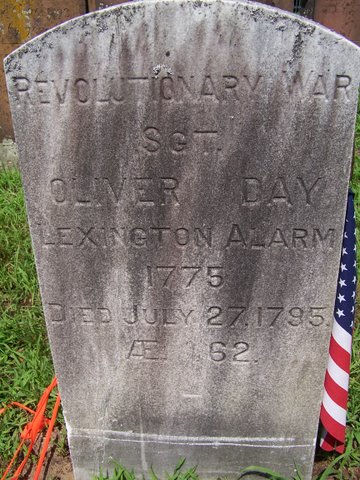 REVOLUTIONARY WAR
SGT.
OLIVER DAY
LEXINGTON ALARM
1775
DIED JULY 27, 1795.
Æ. 62.